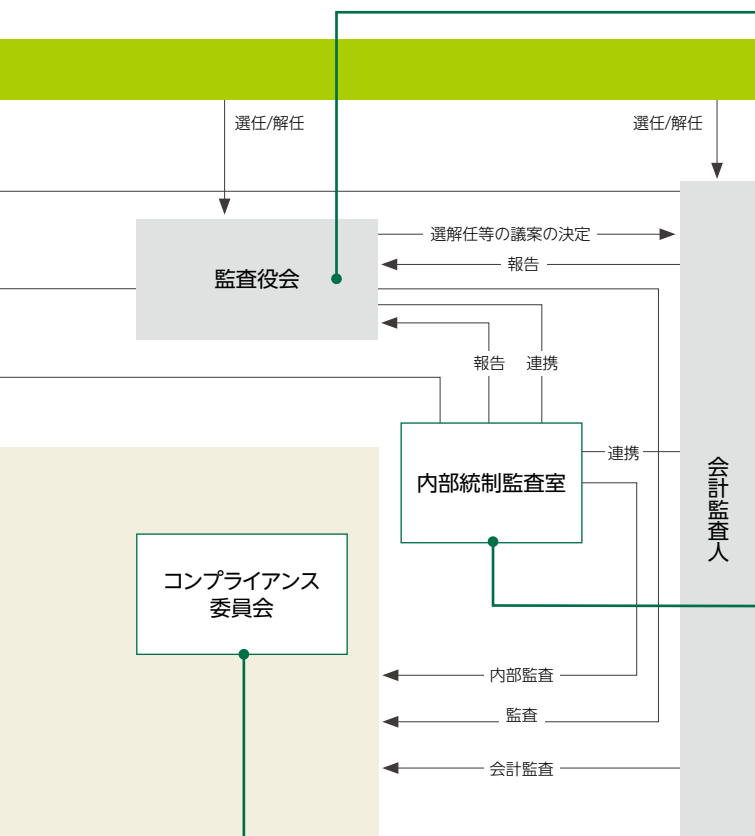 選任/解任
選任/解任
選解任等の議案の決定
報告
監査役会
報告
連携
連携
内部統制監査室
会計監査人
コンプライアンス
委員会
内部監査
監査
会計監査